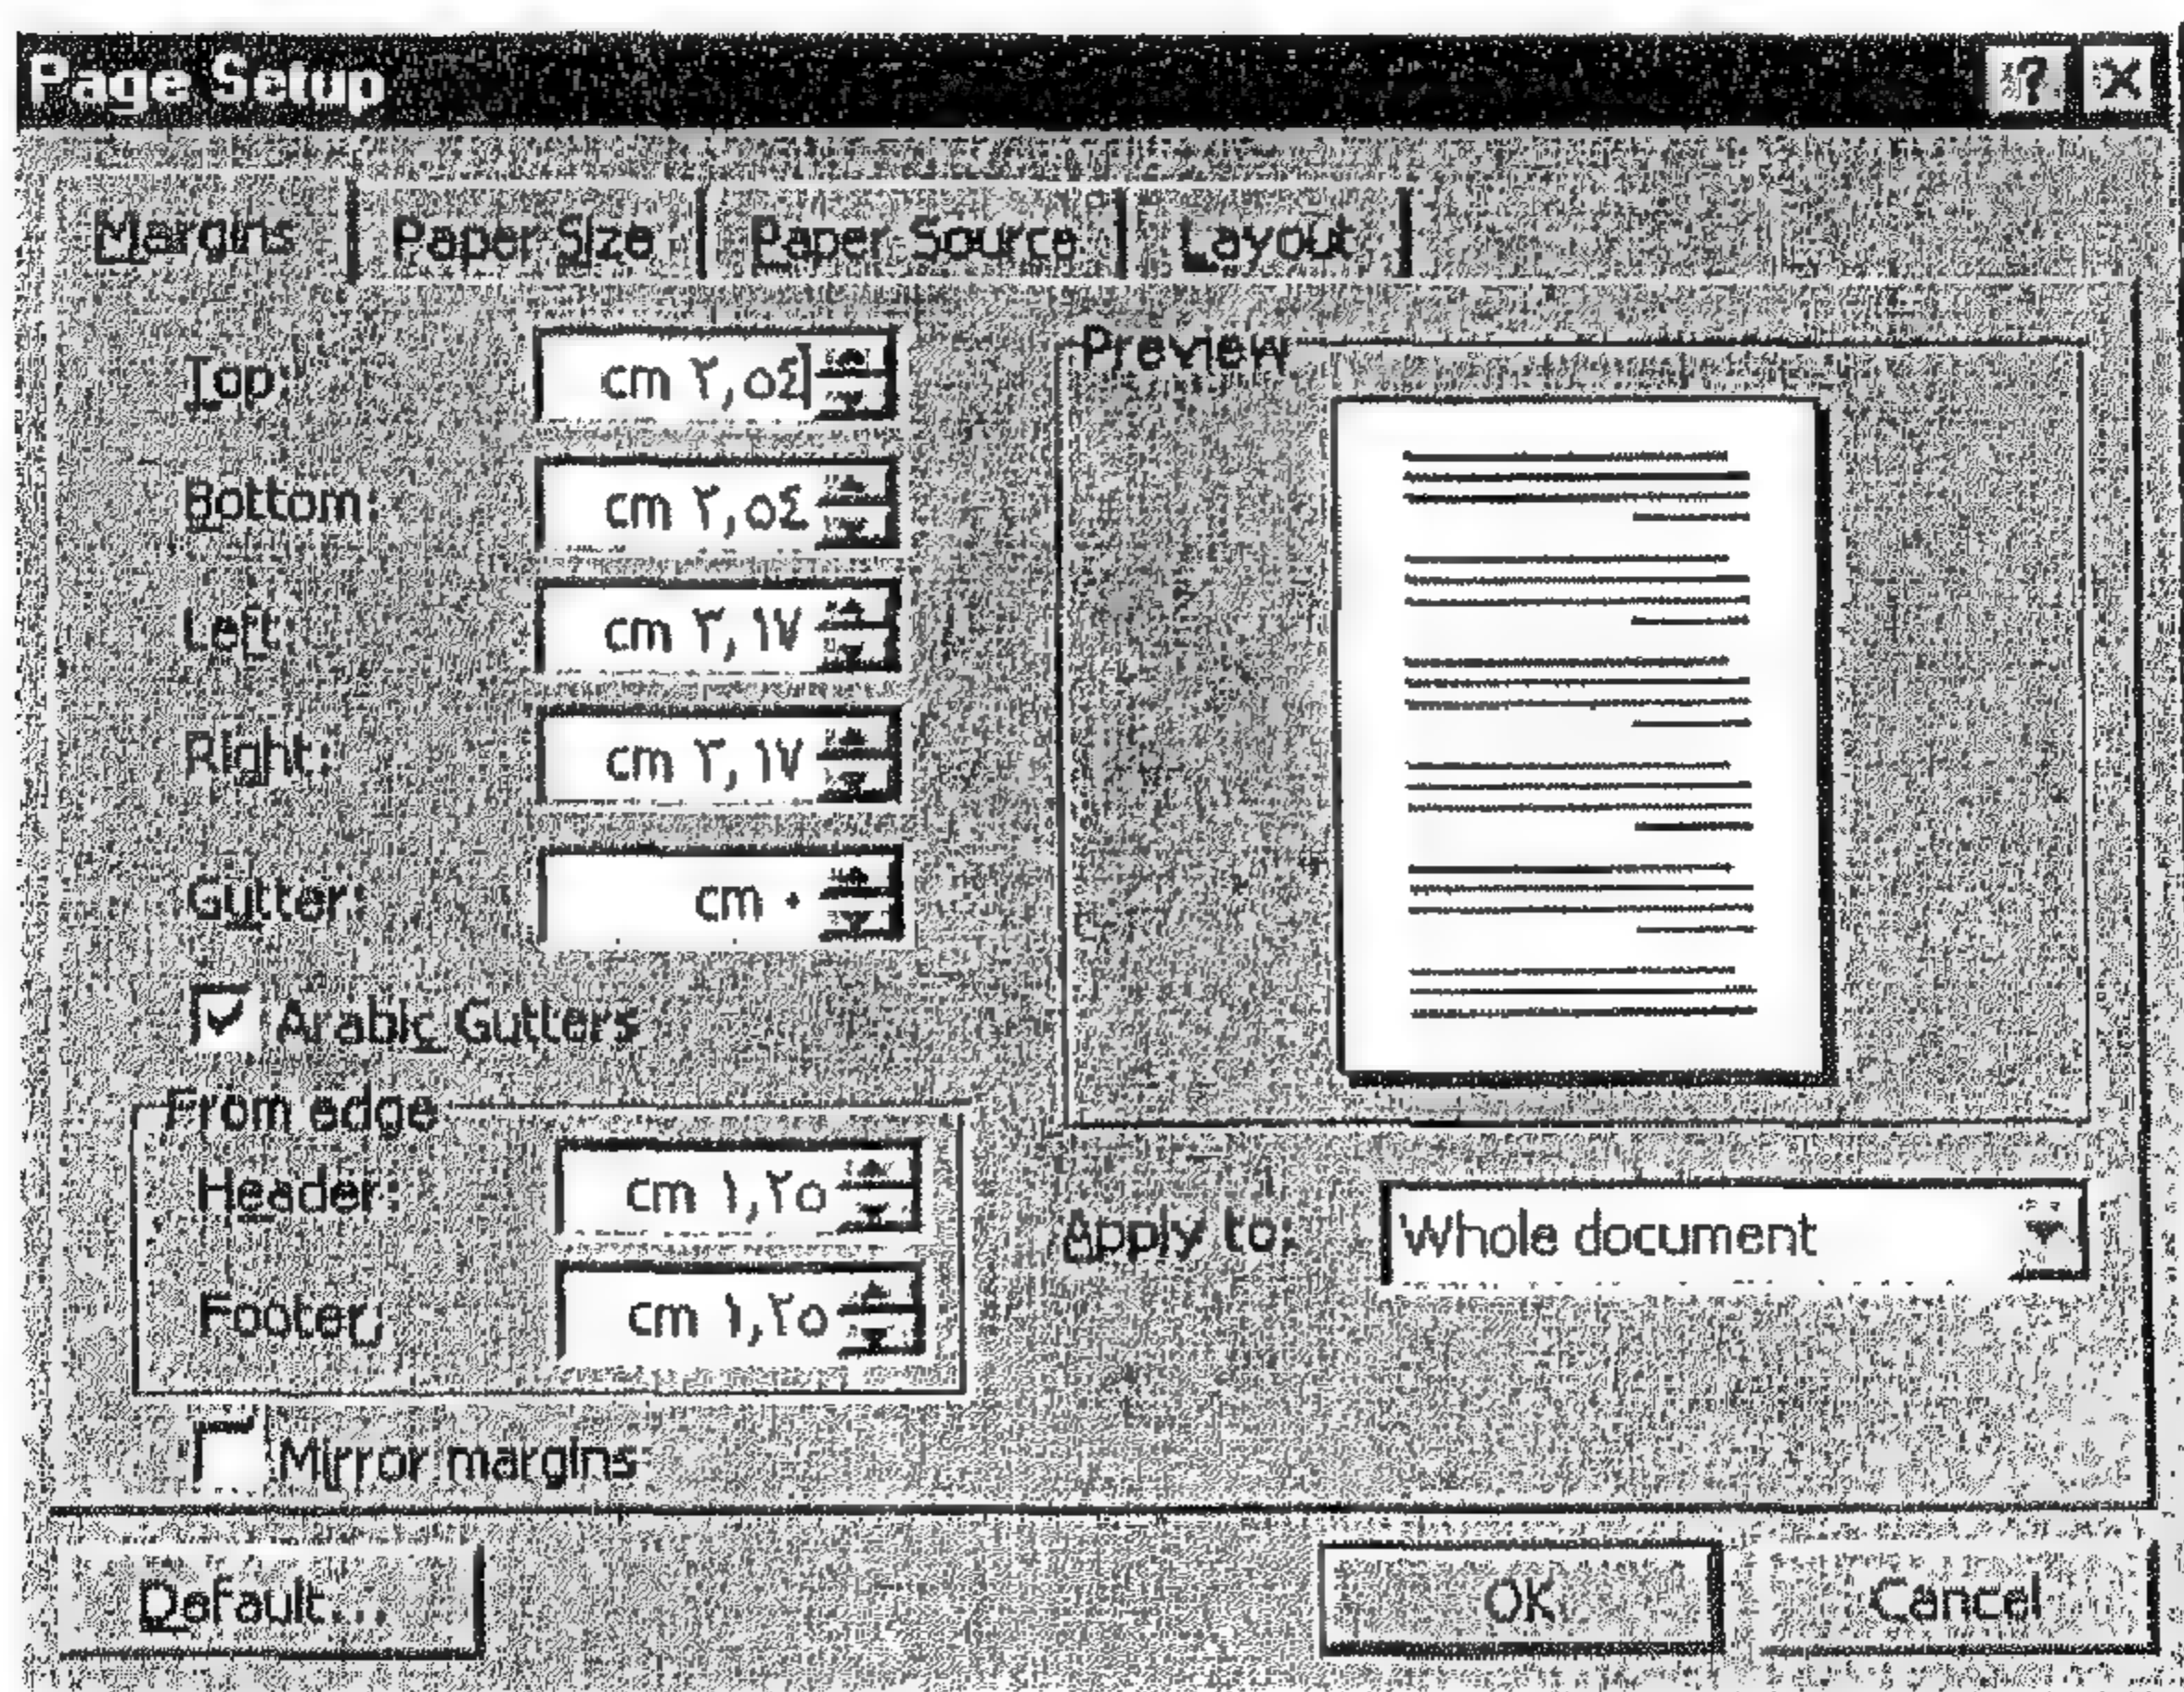 Page Setup
Margins Paper Size Paper Source Layout
Top: cm ٢,٥٤
Preview
Bottom: cm ٢,٥٤
Left: cm ٣,١٧
Right: cm ٣,١٧
Gutter: cm ٠
Arabic Gutters
From edge
Header: cm ١,٢٥
Apply to: Whole document
Footer: cm ١,٢٥
Mirror margins
Default... OK Cancel